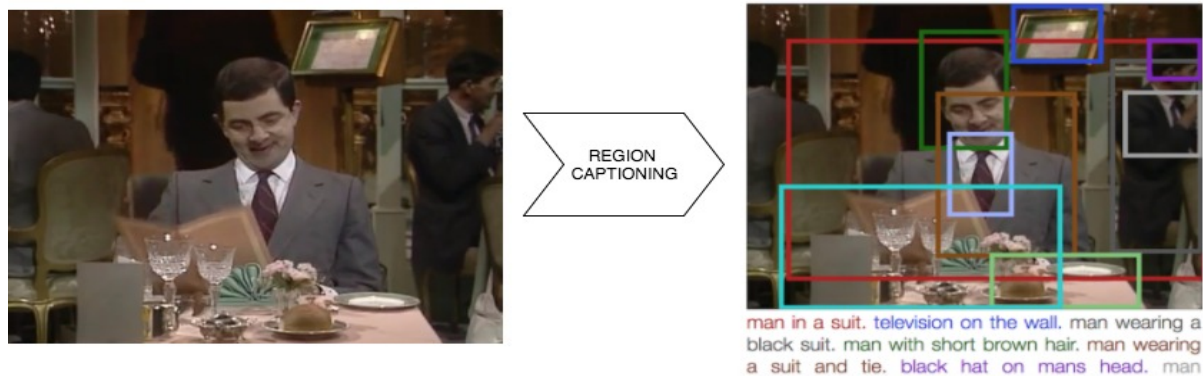 REGION
CAPTIONING
man in a suit. television on the wall. man wearing a
black suit. man with short brown hair. man wearing
a suit and tie. black hat on mans head. man